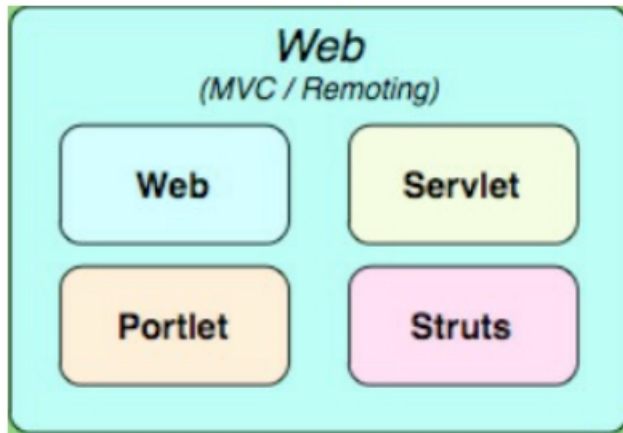 Web
(MVC / Remoting)
Web
Servlet
Portlet
Struts